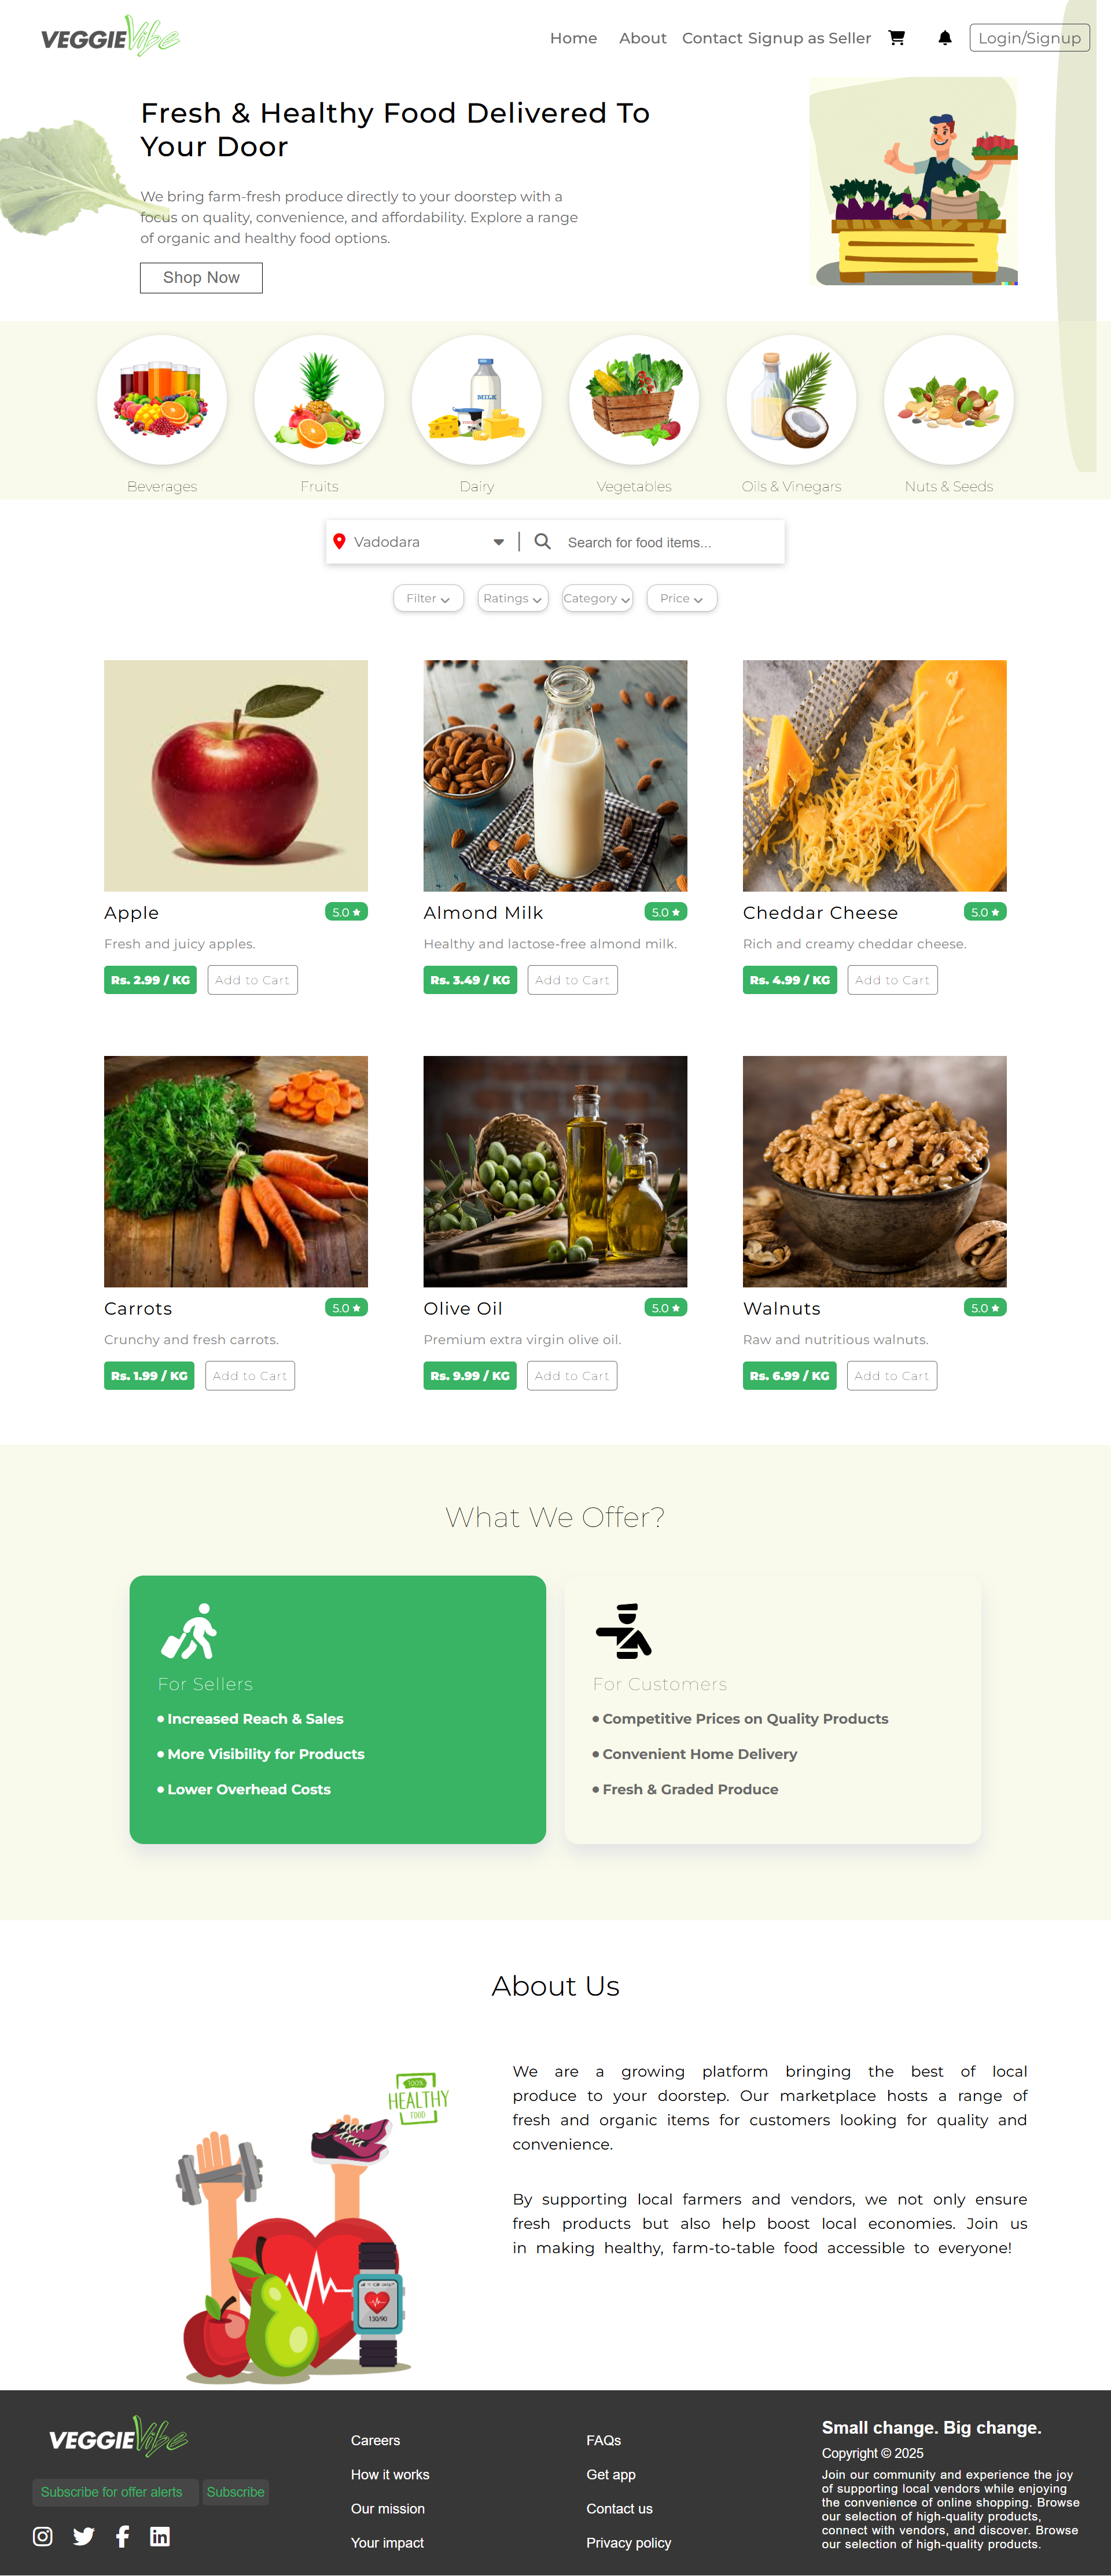 VEGGIE Vibe
Home About Contact Signup as Seller Login/Signup
Fresh & Healthy Food Delivered To
Your Door
We bring farm-fresh produce directly to your doorstep with a
focus on quality, convenience, and affordability. Explore a range
of organic and healthy food options.
Shop Now
MILK
Beverages Fruits Dairy Vegetables Oils & Vinegars Nuts & Seeds
Vadodara Search for food items...
Filter Ratings Category Price
Apple 5.0 Almond Milk 5.0 Cheddar Cheese 5.0
Fresh and juicy apples. Healthy and lactose-free almond milk. Rich and creamy cheddar cheese.
Rs. 2.99 / KG Add to Cart Rs. 3.49 / KG Add to Cart Rs. 4.99 / KG Add to Cart
Carrots 5.0 Olive Oil 5.0 Walnuts 5.0
Crunchy and fresh carrots. Premium extra virgin olive oil. Raw and nutritious walnuts.
Rs. 1.99 / KG Add to Cart Rs. 9.99 / KG Add to Cart Rs. 6.99 / KG Add to Cart
What We Offer?
For Sellers
• Increased Reach & Sales
• More Visibility for Products
• Lower Overhead Costs
For Customers
• Competitive Prices on Quality Products
• Convenient Home Delivery
• Fresh & Graded Produce
About Us
100%
HEALTHY
FOOD
130/90
We are a growing platform bringing the best of local
produce to your doorstep. Our marketplace hosts a range of
fresh and organic items for customers looking for quality and
convenience.
By supporting local farmers and vendors, we not only ensure
fresh products but also help boost local economies. Join us
in making healthy, farm-to-table food accessible to everyone!
VEGGIE Vibe
Subscribe for offer alerts Subscribe
Careers
How it works
Our mission
Your impact
FAQs
Get app
Contact us
Privacy policy
Small change. Big change.
Copyright © 2025
Join our community and experience the joy
of supporting local vendors while enjoying
the convenience of online shopping. Browse
our selection of high-quality products,
connect with vendors, and discover. Browse
our selection of high-quality products.